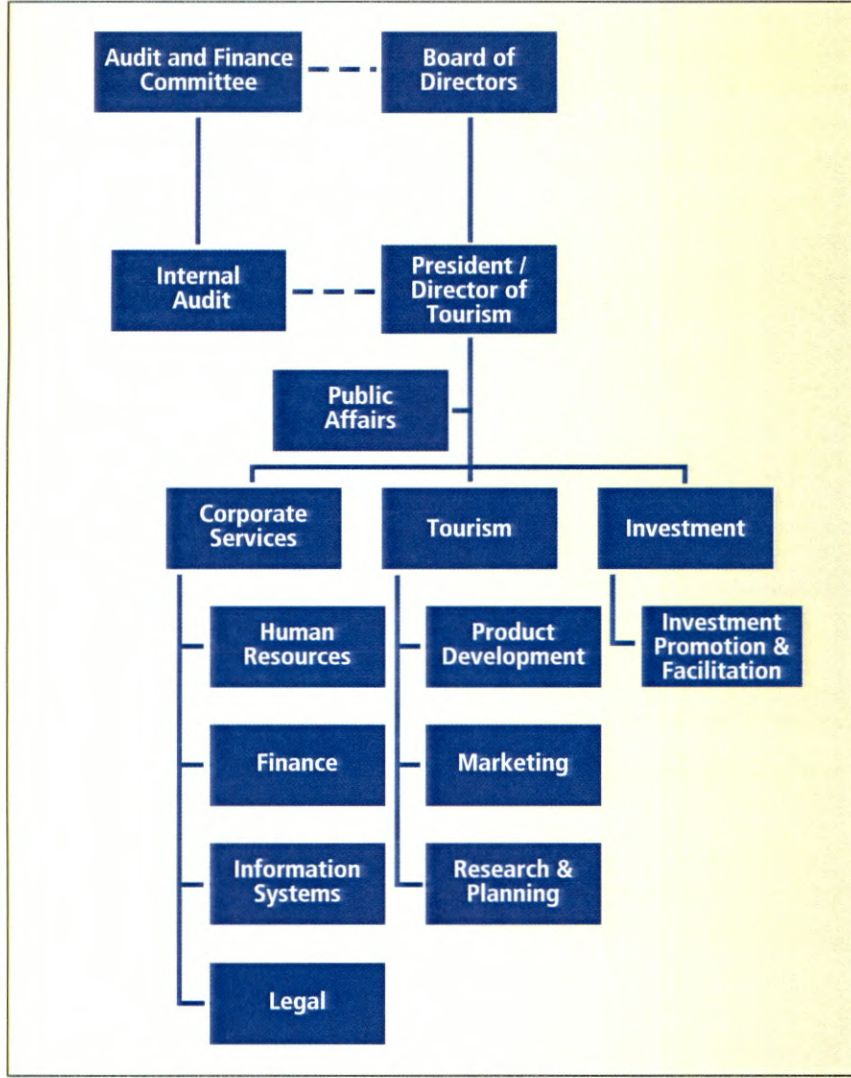 Audit and Finance
Committee
Board of
Directors
Internal
Audit
President /
Director of
Tourism
Public
Affairs
Corporate
Services
Tourism
Investment
Human
Resources
Product
Development
Investment
Promotion &
Facilitation
Finance
Marketing
Information
Systems
Research &
Planning
Legal